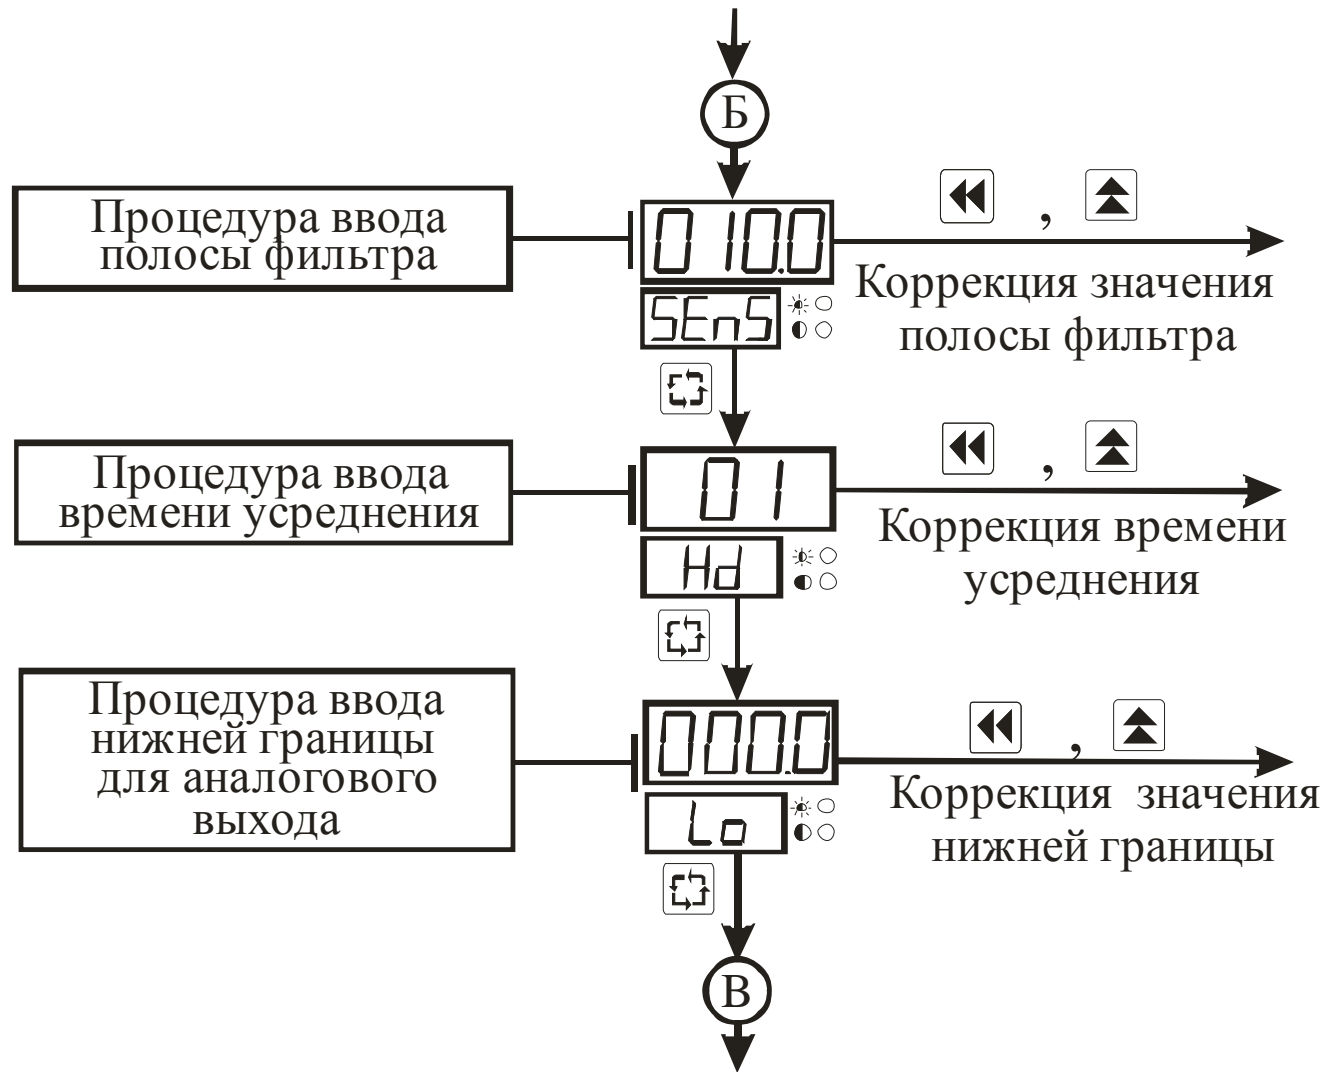 Б
Процедура ввода
полосы фильтра
010.0
,
SEnS
Коррекция значения
полосы фильтра
Процедура ввода
времени усреднения
01
,
Hd
Коррекция времени
усреднения
Процедура ввода
нижней границы
для аналогового
выхода
000.0
,
Lo
Коррекция значения
нижней границы
В